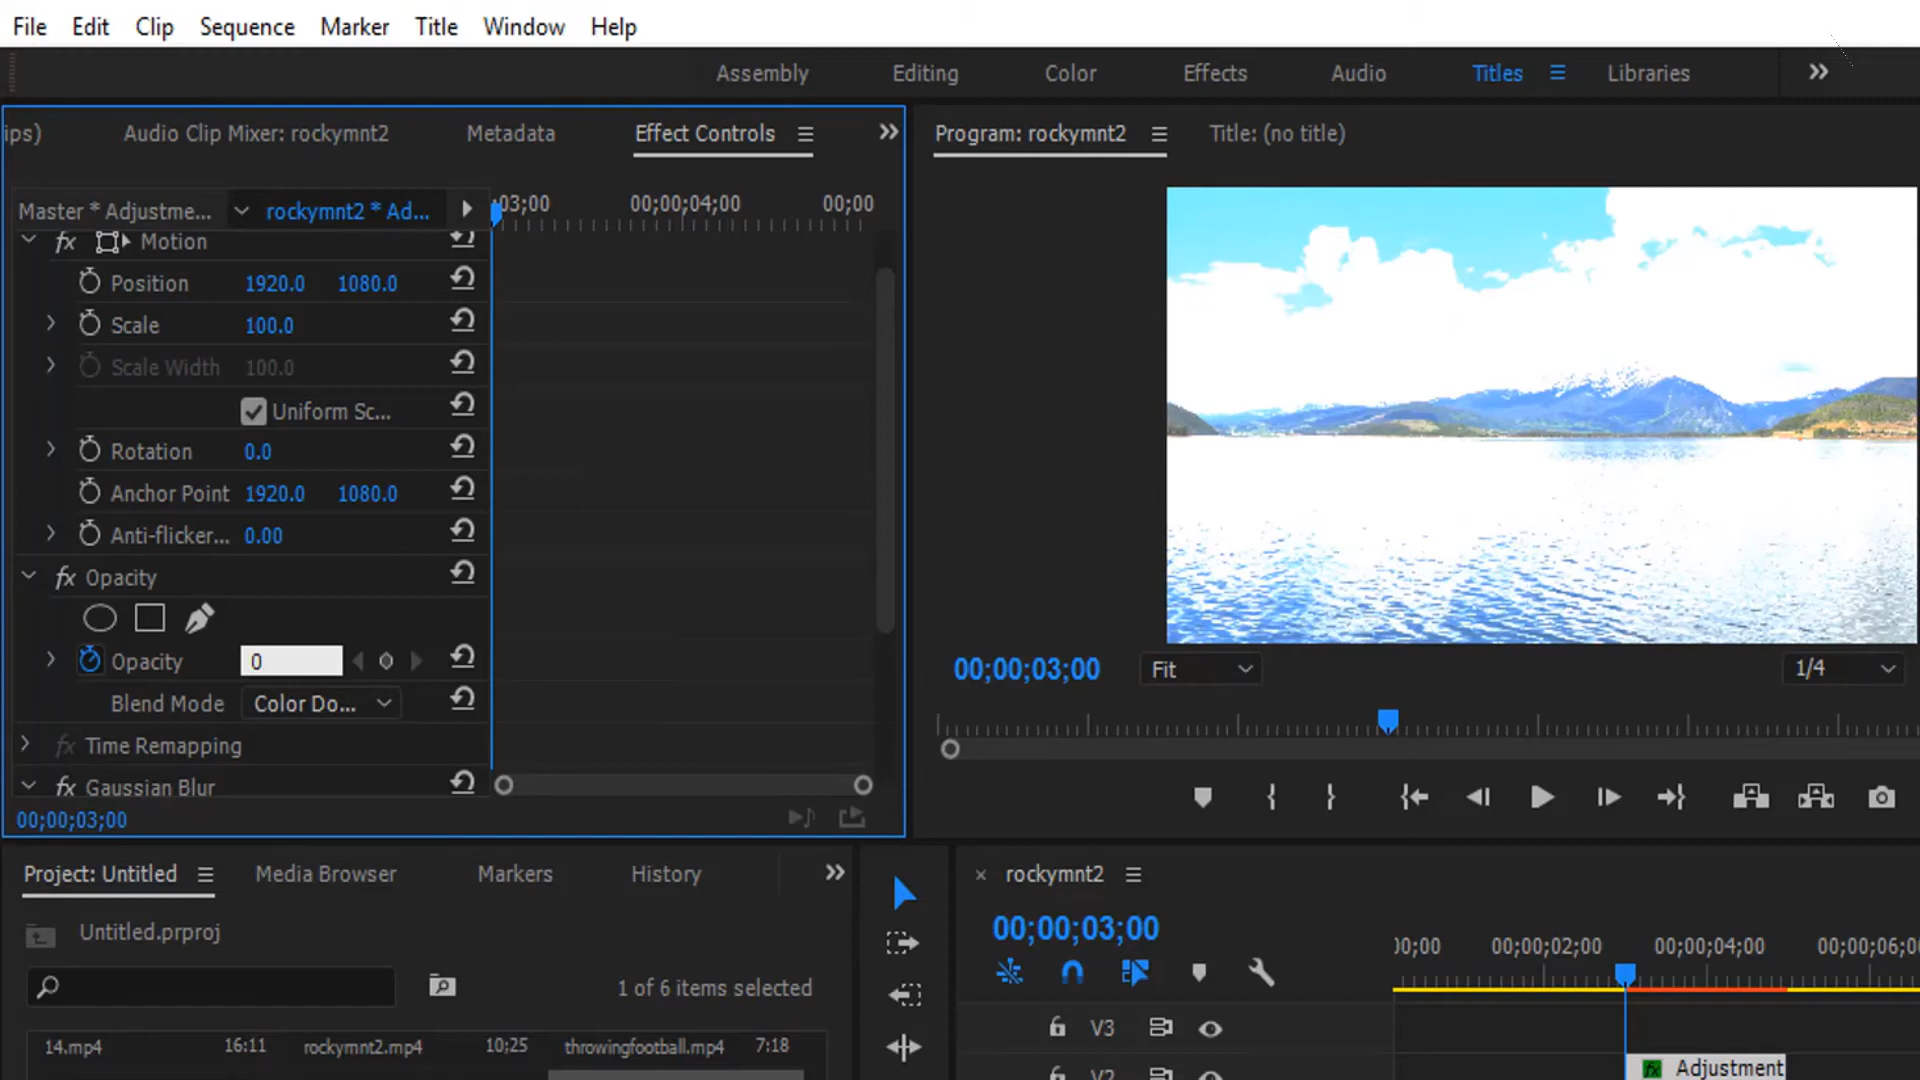 File Edit Clip Sequence Marker Title Window Help
Assembly Editing Color Effects Audio Titles Libraries
ips) Audio Clip Mixer: rockymnt2 Metadata Effect Controls
Program: rockymnt2 Title: (no title)
Master * Adjustme... rockymnt2 * Ad... ;03;00 00;00;04;00 00;00
fx Motion
Position 1920.0 1080.0
Scale 100.0
Scale Width 100.0
Uniform Sc...
Rotation 0.0
Anchor Point 1920.0 1080.0
Anti-flicker... 0.00
fx Opacity
Opacity 0
Blend Mode Color Do...
fx Time Remapping
fx Gaussian Blur
00;00;03;00
00;00;03;00 Fit 1/4
Project: Untitled Media Browser Markers History
Untitled.prproj
1 of 6 items selected
14.mp4 16:11 rockymnt2.mp4 10;25 throwingfootball.mp4 7:18
× rockymnt2
00;00;03;00
00;00 00;00;02;00 00;00;04;00 00;00;06;0
V3
V2
fx Adjustment